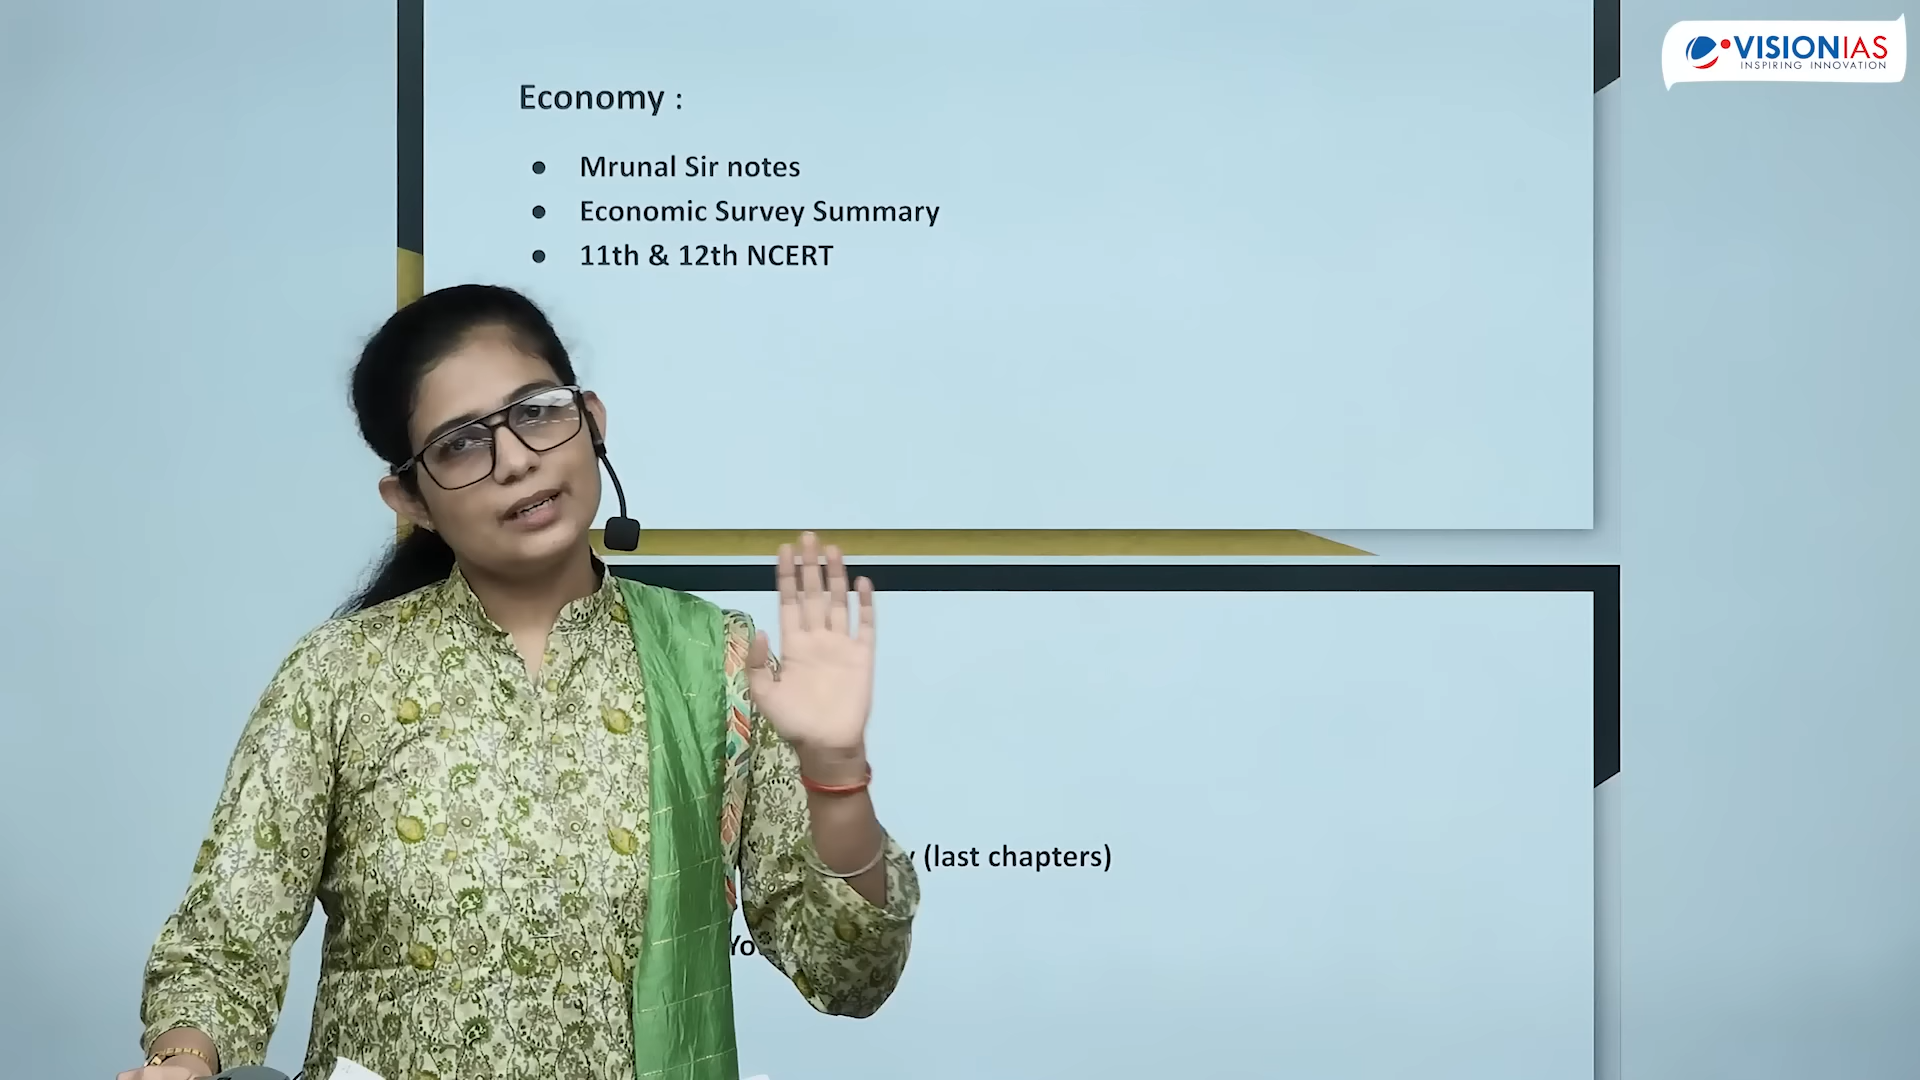 VISIONIAS
INSPIRING INNOVATION
Economy :
● Mrunal Sir notes
● Economic Survey Summary
● 11th & 12th NCERT
(last chapters)